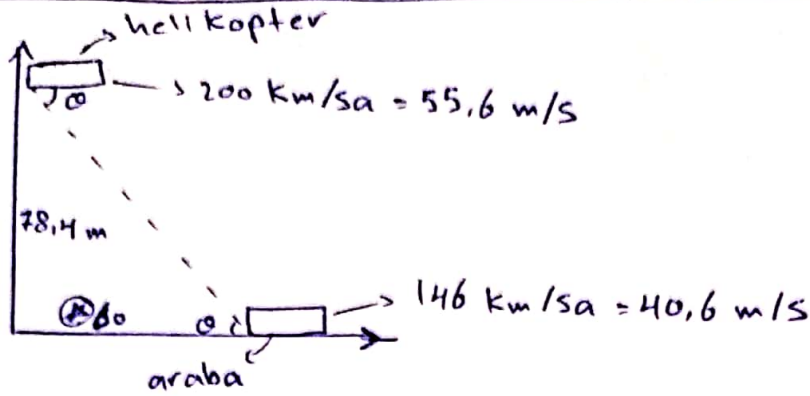 helikopter
200 km/sa = 55,6 m/s
78,4 m
146 km/sa = 40,6 m/s
araba